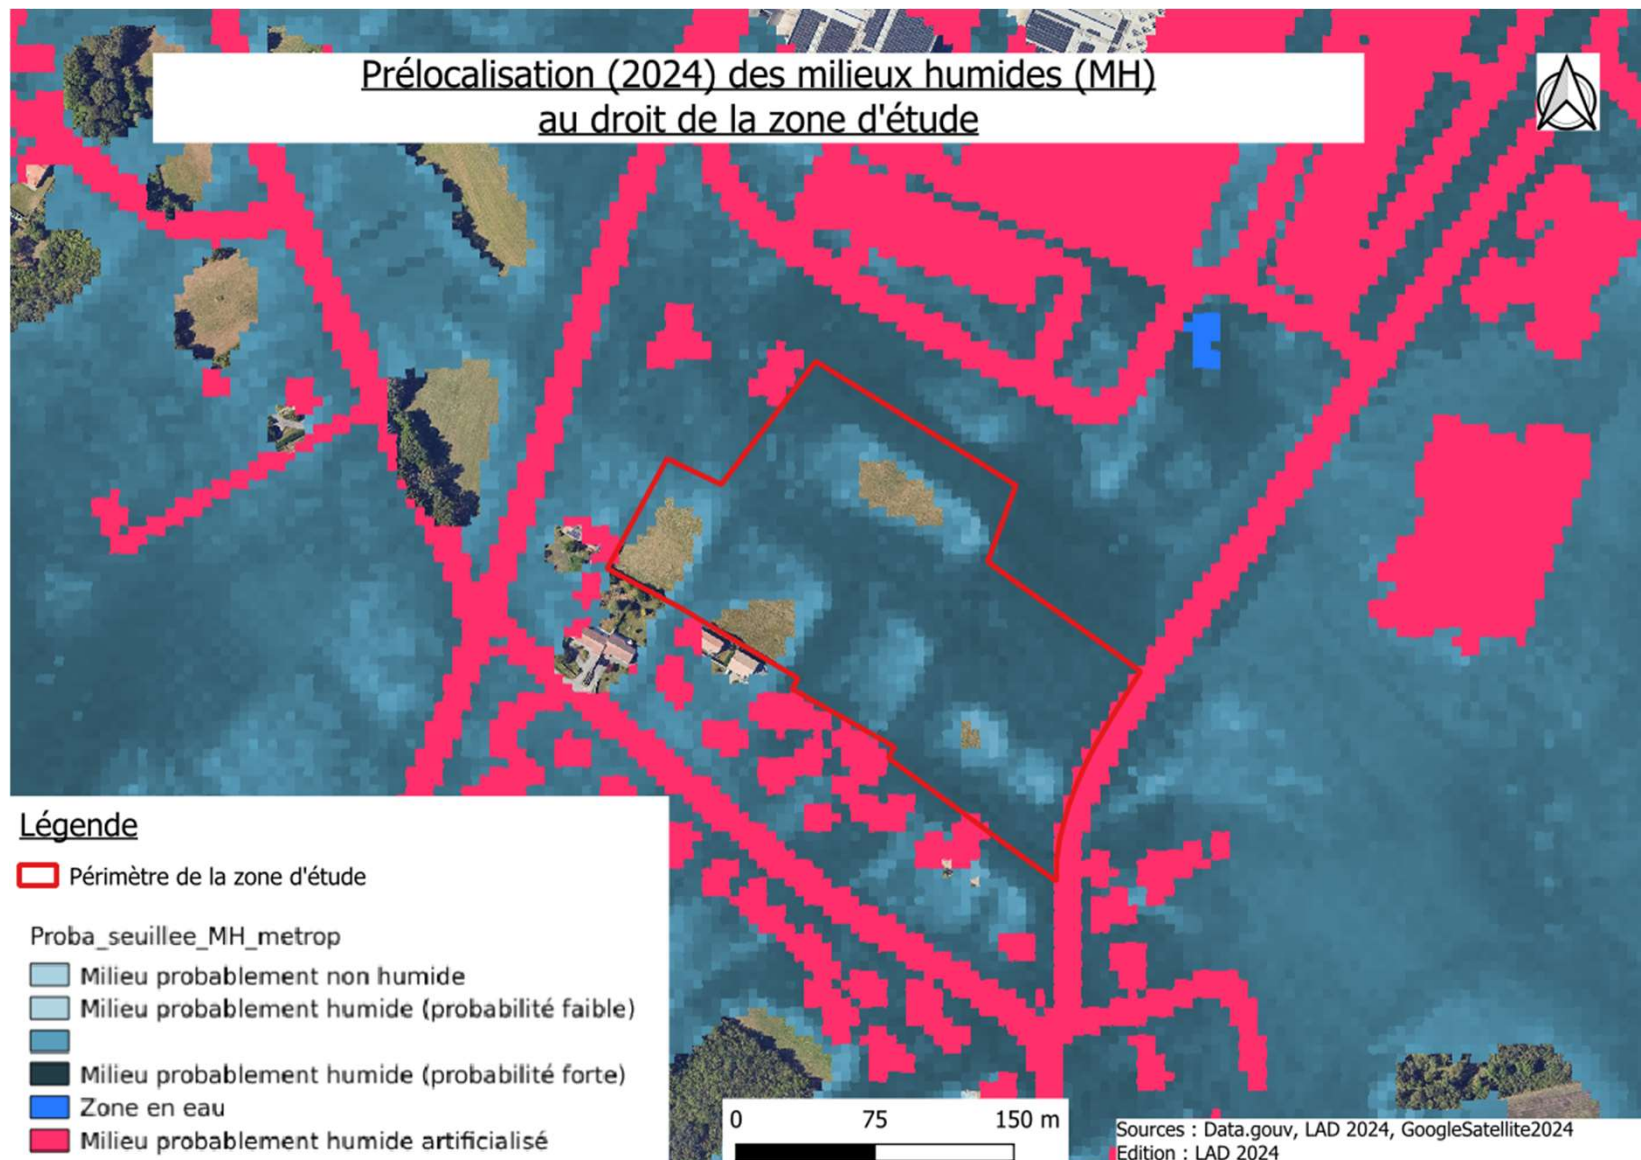 Prélocalisation (2024) des milieux humides (MH)
au droit de la zone d'étude
Légende
Périmètre de la zone d'étude
Proba_seuillee_MH_metrop
Milieu probablement non humide
Milieu probablement humide (probabilité faible)
Milieu probablement humide (probabilité forte)
Zone en eau
Milieu probablement humide artificialisé
0 75 150 m
Sources : Data.gouv, LAD 2024, GoogleSatellite2024
Edition : LAD 2024